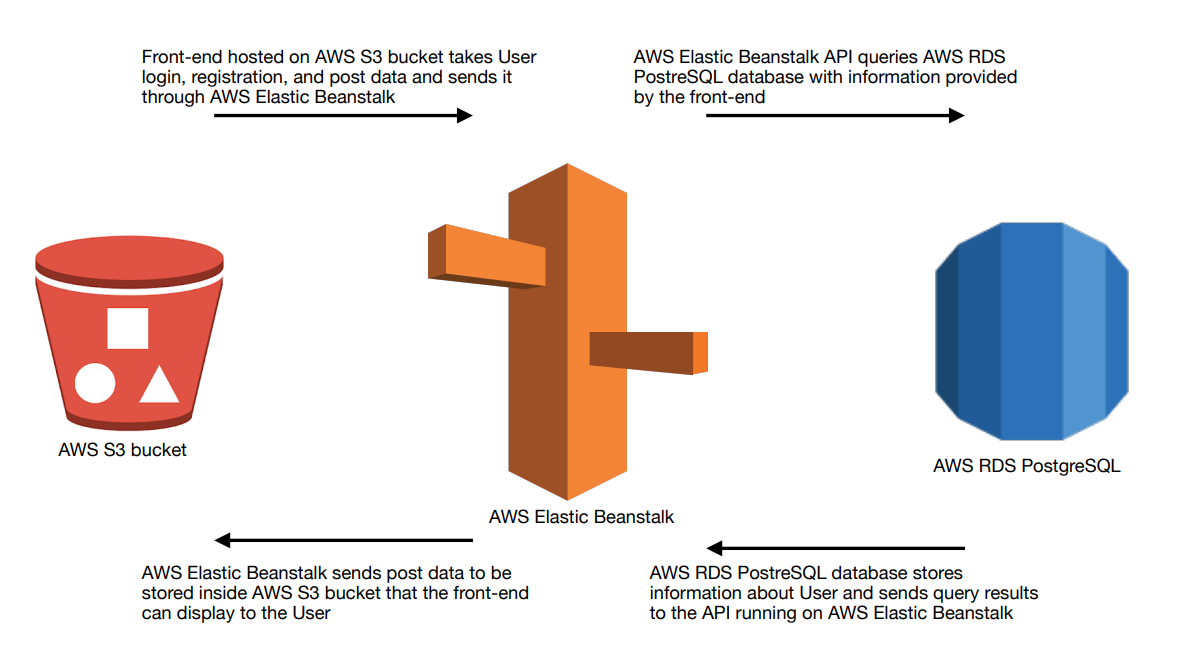 Front-end hosted on AWS S3 bucket takes User
login, registration, and post data and sends it
through AWS Elastic Beanstalk
AWS Elastic Beanstalk API queries AWS RDS
PostreSQL database with information provided
by the front-end
AWS S3 bucket
AWS RDS PostgreSQL
AWS Elastic Beanstalk
AWS Elastic Beanstalk sends post data to be
stored inside AWS S3 bucket that the front-end
can display to the User
AWS RDS PostreSQL database stores
information about User and sends query results
to the API running on AWS Elastic Beanstalk